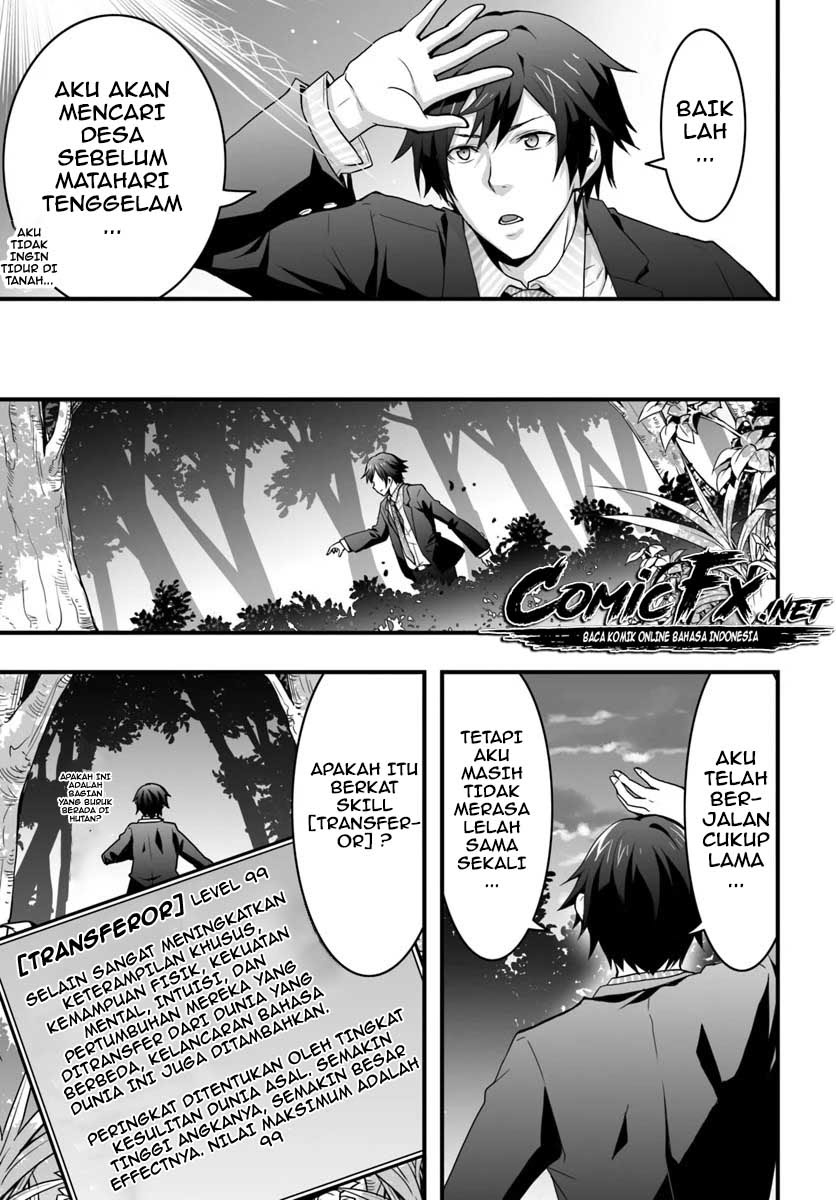 BAIK
LAH
...
AKU AKAN
MENCARI
DESA
SEBELUM
MATAHARI
TENGGELAM
...
AKU
TIDAK
INGIN
TIDUR DI
TANAH...
COMICFX.NET
BACA KOMIK ONLINE BAHASA INDONESIA
AKU
TELAH
BER-
JALAN
CUKUP
LAMA
...
TETAPI
AKU
MASIH
TIDAK
MERASA
LELAH
SAMA
SEKALI
...
APAKAH ITU
BERKAT
SKILL
[TRANSFER-
OR] ?
APAKAH INI
ADALAH
BAGIAN
YANG BURUK
BERADA DI
HUTAN?
[TRANSFEROR] LEVEL 99
SELAIN SANGAT MENINGKATKAN
KETERAMPILAN KHUSUS,
KEMAMPUAN FISIK, KEKUATAN
MENTAL, INTUISI, DAN
PERTUMBUHAN MEREKA YANG
DITRANSFER DARI DUNIA YANG
BERBEDA, KELANCARAN BAHASA
DUNIA INI JUGA DITAMBAHKAN.
PERINGKAT DITENTUKAN OLEH TINGKAT
KESULITAN DUNIA ASAL, SEMAKIN
TINGGI ANGKANYA, SEMAKIN BESAR
EFFECTNYA. NILAI MAKSIMUM ADALAH
99